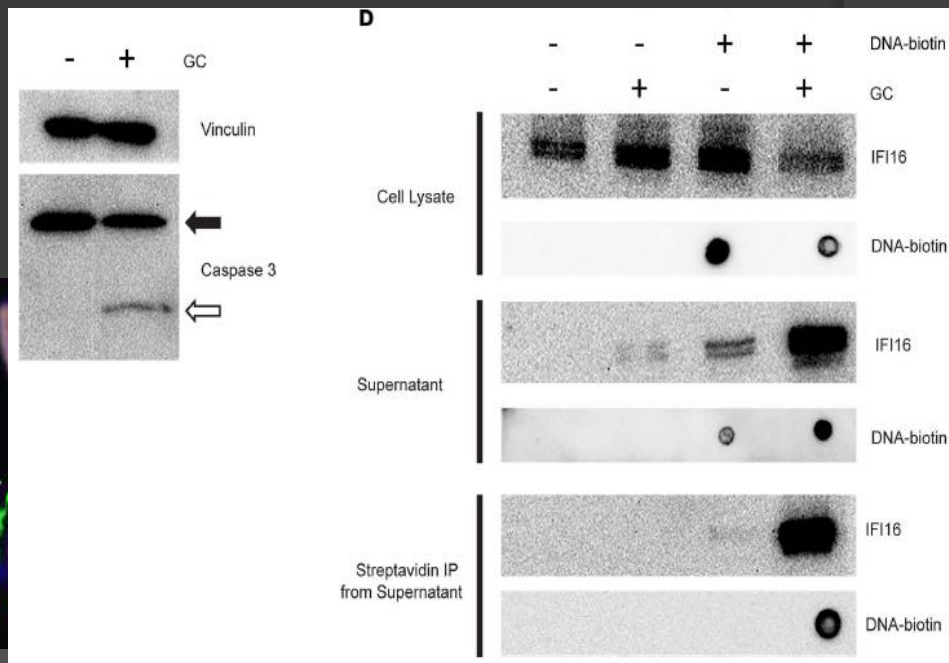 - + GC
Vinculin
Caspase 3
D
- - + + DNA-biotin
- + - + GC
Cell Lysate
IFI16
DNA-biotin
Supernatant
IFI16
DNA-biotin
Streptavidin IP
from Supernatant
IFI16
DNA-biotin